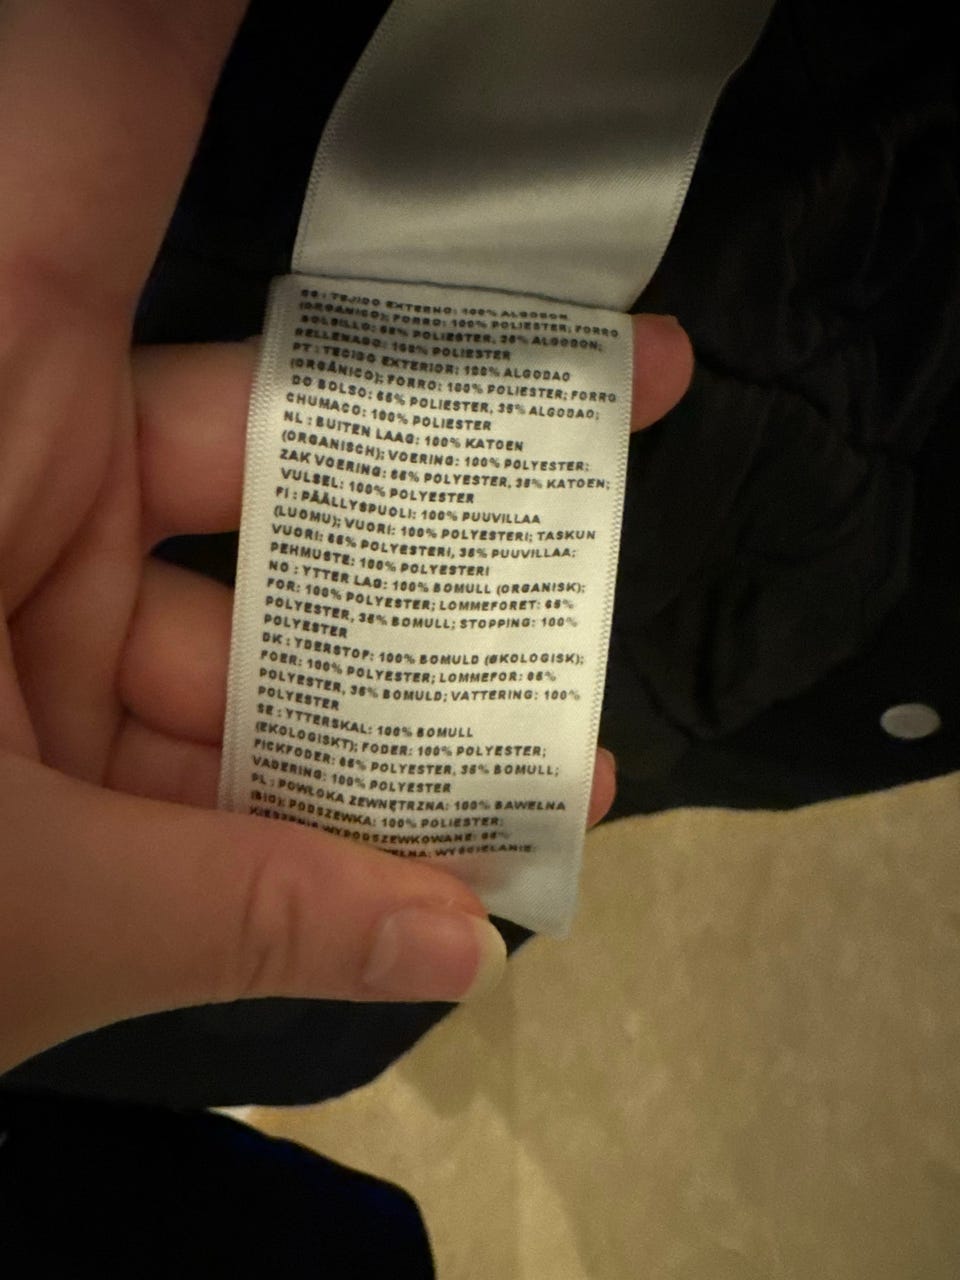 ES : TEJIDO EXTERNO: 100% ALGODON
(ORGANICO); FORRO: 100% POLIESTER; FORRO
BOLSILLO: 65% POLIESTER, 35% ALGODON;
RELLENADO: 100% POLIESTER
PT : TECIDO EXTERIOR: 100% ALGODAO
(ORGÂNICO); FORRO: 100% POLIESTER; FORRO
DO BOLSO: 65% POLIESTER, 35% ALGODAO;
CHUMACO: 100% POLIESTER
NL : BUITEN LAAG: 100% KATOEN
(ORGANISCH); VOERING: 100% POLYESTER;
ZAK VOERING: 65% POLYESTER, 35% KATOEN;
VULSEL: 100% POLYESTER
FI : PÄÄLLYSPUOLI: 100% PUUVILLAA
(LUOMU); VUORI: 100% POLYESTERI; TASKUN
VUORI: 65% POLYESTERI, 35% PUUVILLAA;
PEHMUSTE: 100% POLYESTERI
NO : YTTER LAG: 100% BOMULL (ORGANISK);
FOR: 100% POLYESTER; LOMMEFORET: 65%
POLYESTER, 35% BOMULL; STOPPING: 100%
POLYESTER
DK : YDERSTOF: 100% BOMULD (ØKOLOGISK);
FOER: 100% POLYESTER; LOMMEFOR: 65%
POLYESTER, 35% BOMULD; VATTERING: 100%
POLYESTER
SE : YTTERSKAL: 100% BOMULL
(EKOLOGISKT); FODER: 100% POLYESTER;
FICKFODER: 65% POLYESTER, 35% BOMULL;
VADERING: 100% POLYESTER
PL : POWŁOKA ZEWNĘTRZNA: 100% BAWEŁNA
(BIO); PODSZEWKA: 100% POLIESTER;
KIESZENIE WYPODSZEWKOWANE: 65%
WYŚCIEŁANIE: